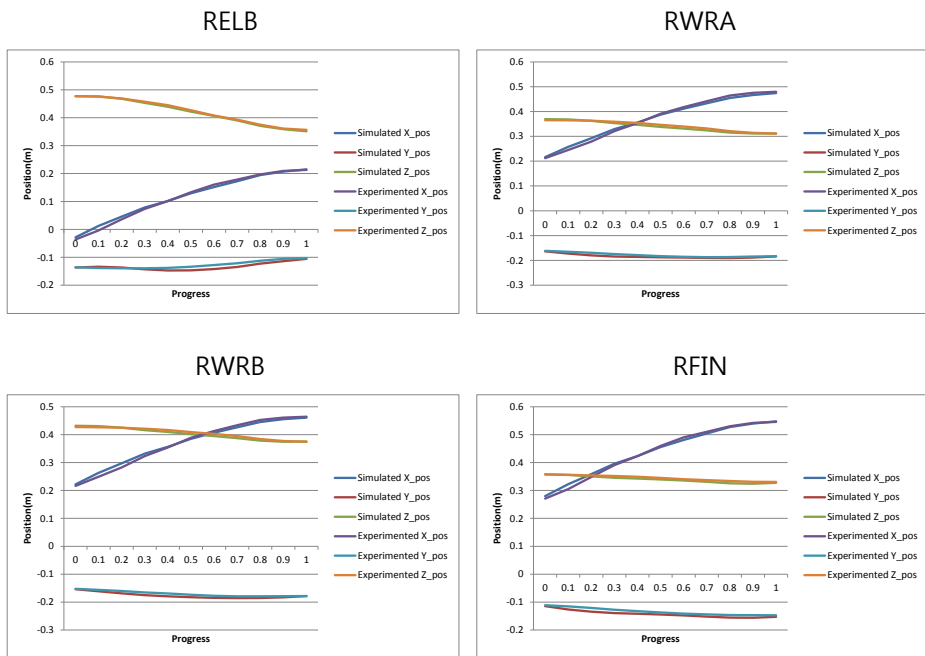 RELB
0.6
0.5
0.4
0.3
0.2
0.1
0
-0.1
-0.2
0 0.1 0.2 0.3 0.4 0.5 0.6 0.7 0.8 0.9 1
Position(m)
Progress
Simulated X_pos
Simulated Y_pos
Simulated Z_pos
Experimented X_pos
Experimented Y_pos
Experimented Z_pos
RWRA
0.6
0.5
0.4
0.3
0.2
0.1
0
-0.1
-0.2
-0.3
0 0.1 0.2 0.3 0.4 0.5 0.6 0.7 0.8 0.9 1
Position(m)
Progress
Simulated X_pos
Simulated Y_pos
Simulated Z_pos
Experimented X_pos
Experimented Y_pos
Experimented Z_pos
RWRB
0.5
0.4
0.3
0.2
0.1
0
-0.1
-0.2
-0.3
0 0.1 0.2 0.3 0.4 0.5 0.6 0.7 0.8 0.9 1
Position(m)
Progress
Simulated X_pos
Simulated Y_pos
Simulated Z_pos
Experimented X_pos
Experimented Y_pos
Experimented Z_pos
RFIN
0.6
0.5
0.4
0.3
0.2
0.1
0
-0.1
-0.2
0 0.1 0.2 0.3 0.4 0.5 0.6 0.7 0.8 0.9 1
Position(m)
Progress
Simulated X_pos
Simulated Y_pos
Simulated Z_pos
Experimented X_pos
Experimented Y_pos
Experimented Z_pos